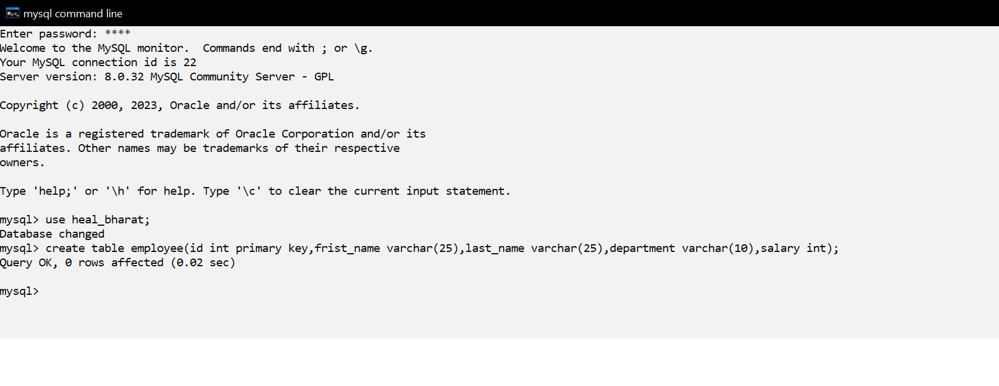 mysql command line
Enter password: ****
Welcome to the MySQL monitor.  Commands end with ; or \g.
Your MySQL connection id is 22
Server version: 8.0.32 MySQL Community Server - GPL
Copyright (c) 2000, 2023, Oracle and/or its affiliates.
Oracle is a registered trademark of Oracle Corporation and/or its
affiliates. Other names may be trademarks of their respective
owners.
Type 'help;' or '\h' for help. Type '\c' to clear the current input statement.
mysql> use heal_bharat;
Database changed
mysql> create table employee(id int primary key,frist_name varchar(25),last_name varchar(25),department varchar(10),salary int);
Query OK, 0 rows affected (0.02 sec)
mysql>